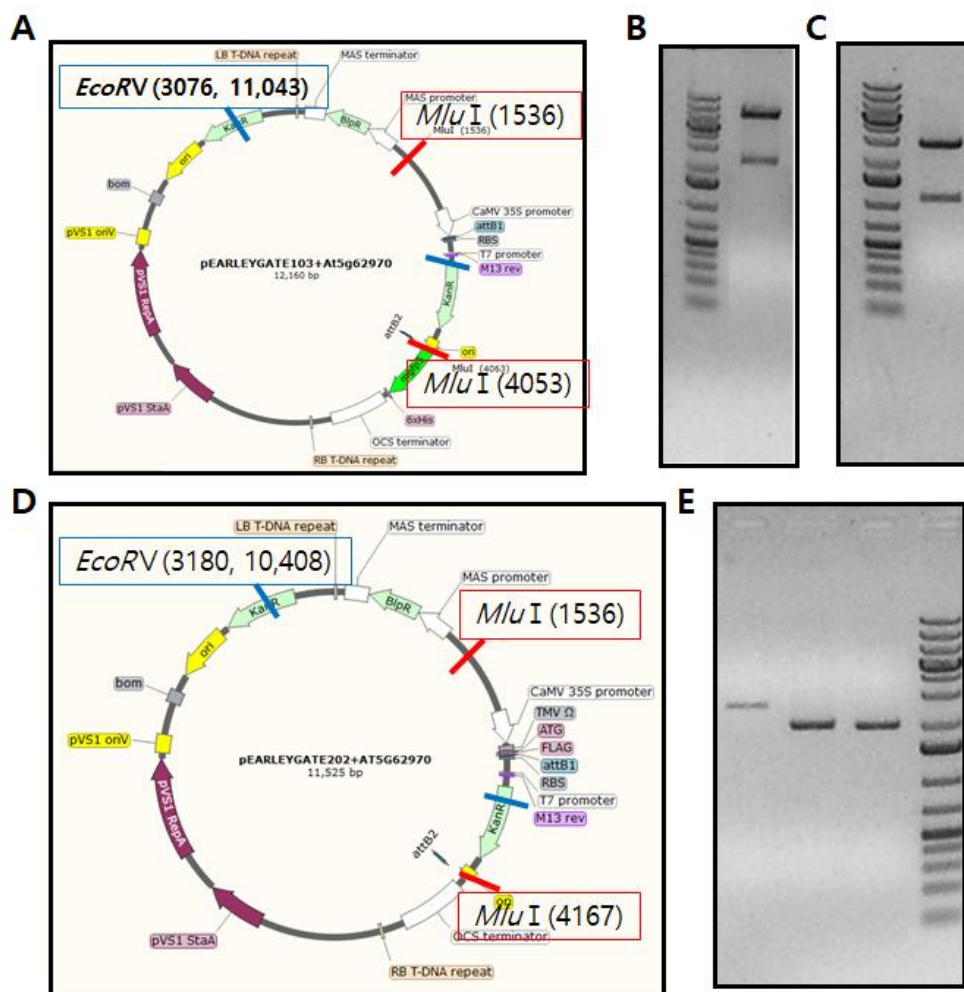 A
B
C
LB T-DNA repeat
MAS terminator
EcoRV (3076, 11,043)
MAS promoter
MluI (1536)
MluI (1536)
KanR
BlpR
ori
bom
CaMV 35S promoter
attB1
RBS
pVS1 oriV
T7 promoter
M13 rev
pEARLEYGATE103+At5g62970
12,160 bp
KanR
pVS1 RepA
attB2
ori
MluI (4063)
mgfp5
MluI (4053)
pVS1 StaA
6xHis
OCS terminator
RB T-DNA repeat
D
E
LB T-DNA repeat
MAS terminator
EcoRV (3180, 10,408)
MAS promoter
KanR
BlpR
MluI (1536)
ori
bom
CaMV 35S promoter
TMV Ω
ATG
FLAG
pVS1 oriV
attB1
pEARLEYGATE202+AT5G62970
11,525 bp
RBS
T7 promoter
M13 rev
KanR
pVS1 RepA
attB2
ori
MluI (4167)
pVS1 StaA
OCS terminator
RB T-DNA repeat